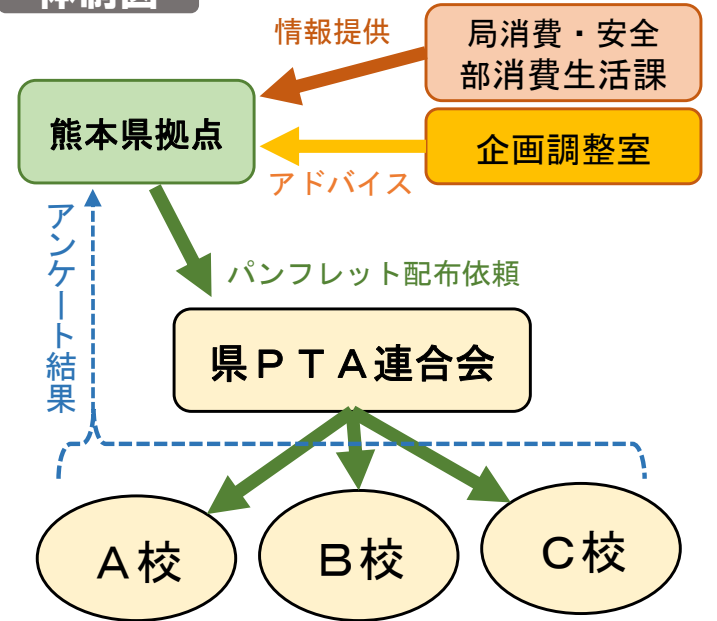 体制図
情報提供
局消費・安全
部消費生活課
熊本県拠点
企画調整室
アドバイス
アンケート結果
パンフレット配布依頼
県ＰＴＡ連合会
Ａ校
Ｂ校
Ｃ校